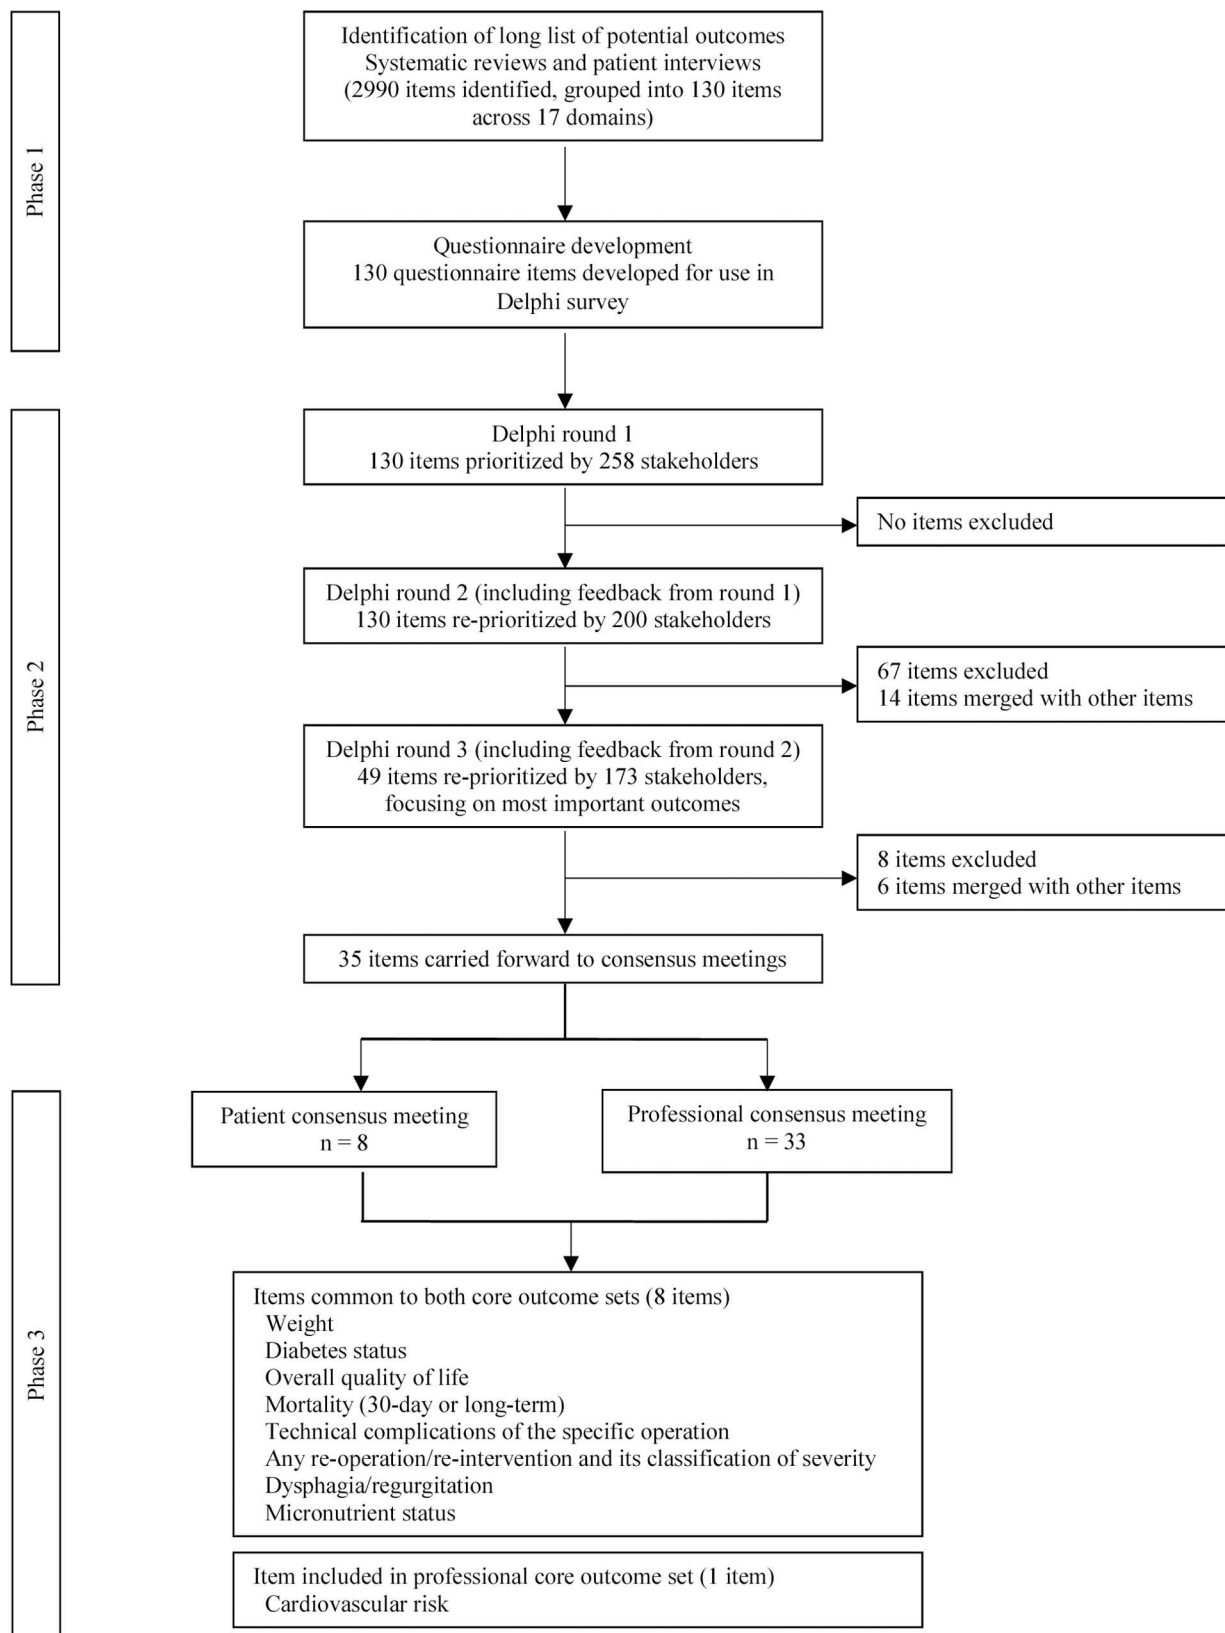 Phase 1
Identification of long list of potential outcomes
Systematic reviews and patient interviews
(2990 items identified, grouped into 130 items
across 17 domains)
Questionnaire development
130 questionnaire items developed for use in
Delphi survey
Phase 2
Delphi round 1
130 items prioritized by 258 stakeholders
No items excluded
Delphi round 2 (including feedback from round 1)
130 items re-prioritized by 200 stakeholders
67 items excluded
14 items merged with other items
Delphi round 3 (including feedback from round 2)
49 items re-prioritized by 173 stakeholders,
focusing on most important outcomes
8 items excluded
6 items merged with other items
35 items carried forward to consensus meetings
Phase 3
Patient consensus meeting
n = 8
Professional consensus meeting
n = 33
Items common to both core outcome sets (8 items)
Weight
Diabetes status
Overall quality of life
Mortality (30-day or long-term)
Technical complications of the specific operation
Any re-operation/re-intervention and its classification of severity
Dysphagia/regurgitation
Micronutrient status
Item included in professional core outcome set (1 item)
Cardiovascular risk